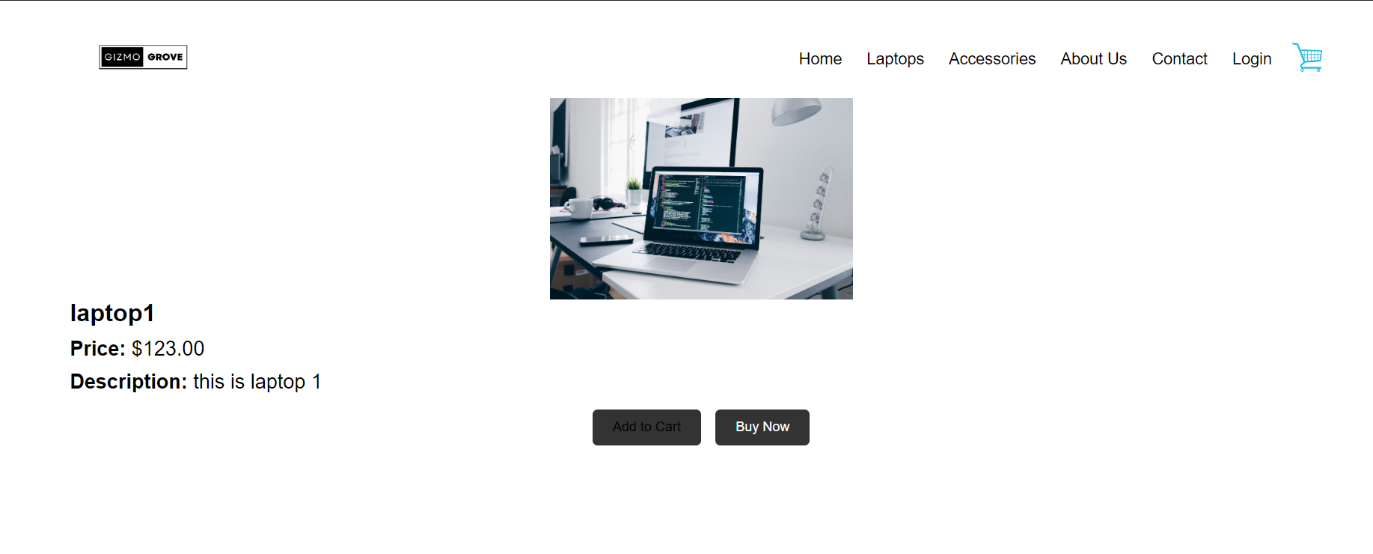 GIZMO GROVE
Home Laptops Accessories About Us Contact Login
laptop1
Price: $123.00
Description: this is laptop 1
Add to Cart Buy Now